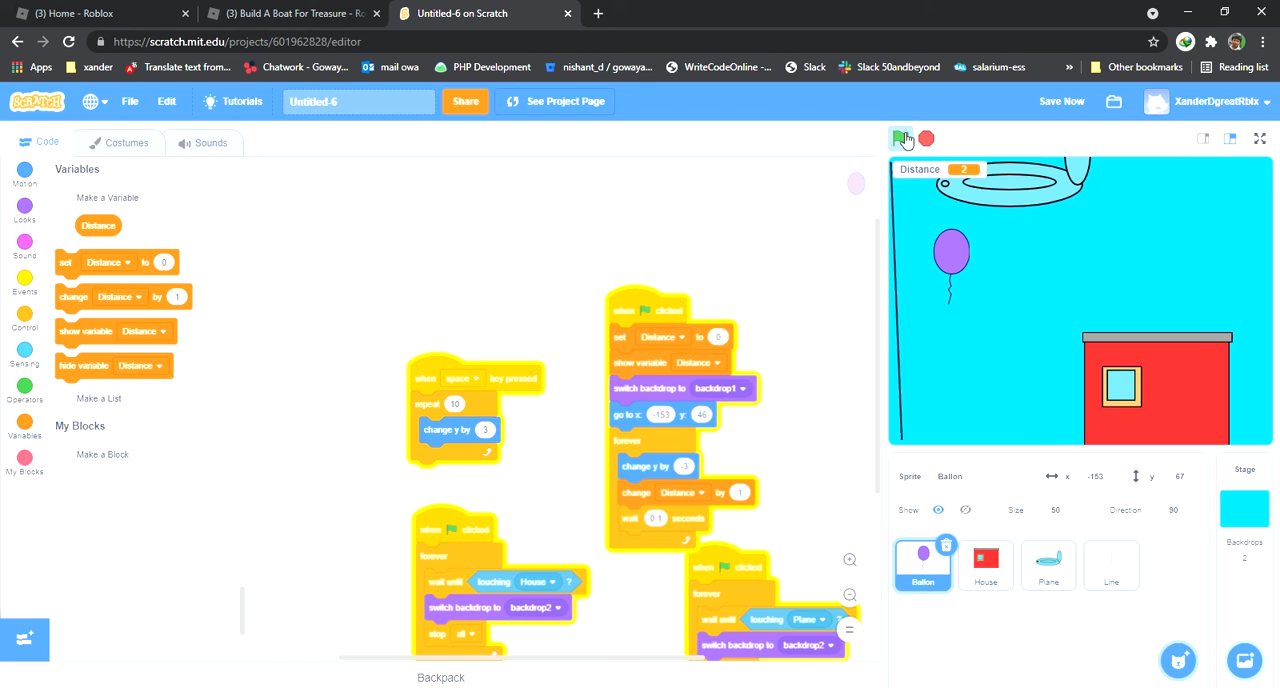 (3) Home - Roblox
(3) Build A Boat For Treasure - Ro
Untitled-6 on Scratch
https://scratch.mit.edu/projects/601962828/editor
Apps
xander
Translate text from...
Chatwork - Goway...
mail owa
PHP Development
nishant_d / gowaya...
WriteCodeOnline -...
Slack
Slack 50andbeyond
salarium-ess
»
Other bookmarks
Reading list
SCRATCH
File
Edit
Tutorials
Untitled-6
Share
See Project Page
Save Now
XanderDgreatRblx
Code
Costumes
Sounds
Motion
Looks
Sound
Events
Control
Sensing
Operators
Variables
My Blocks
Variables
Make a Variable
Distance
set Distance to 0
change Distance by 1
show variable Distance
hide variable Distance
Make a List
My Blocks
Make a Block
when space key pressed
repeat 10
change y by 3
when clicked
forever
wait until touching House ?
switch backdrop to backdrop2
stop all
when clicked
set Distance to 0
show variable Distance
switch backdrop to backdrop1
go to x: -153 y: 46
forever
change y by -3
change Distance by 1
wait 0.1 seconds
when clicked
forever
wait until touching Plane ?
switch backdrop to backdrop2
Backpack
Distance 2
Sprite Ballon x -153 y 67
Show Size 50 Direction 90
Ballon
House
Plane
Line
Stage
Backdrops
2